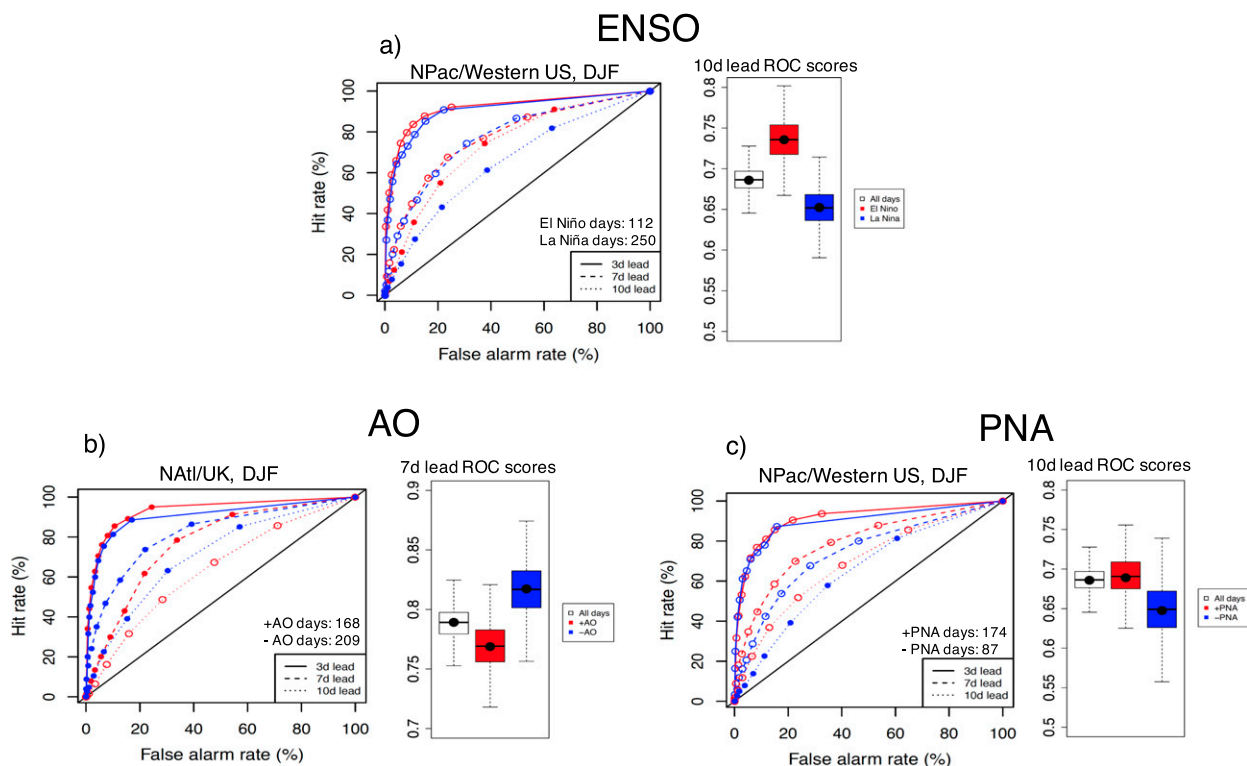 ENSO
a)
NPac/Western US, DJF
10d lead ROC scores
Hit rate (%)
0
20
40
60
80
100
El Niño days: 112
La Niña days: 250
3d lead
7d lead
10d lead
0
20
40
60
80
100
False alarm rate (%)
0.5
0.55
0.6
0.65
0.7
0.75
0.8
All days
El Nino
La Nina
AO
b)
NAtl/UK, DJF
7d lead ROC scores
Hit rate (%)
0
20
40
60
80
100
+AO days: 168
- AO days: 209
3d lead
7d lead
10d lead
0
20
40
60
80
100
False alarm rate (%)
0.7
0.75
0.8
0.85
0.9
All days
+AO
−AO
PNA
c)
NPac/Western US, DJF
10d lead ROC scores
Hit rate (%)
0
20
40
60
80
100
+PNA days: 174
- PNA days: 87
3d lead
7d lead
10d lead
0
20
40
60
80
100
False alarm rate (%)
0.5
0.55
0.6
0.65
0.7
0.75
0.8
All days
+PNA
−PNA